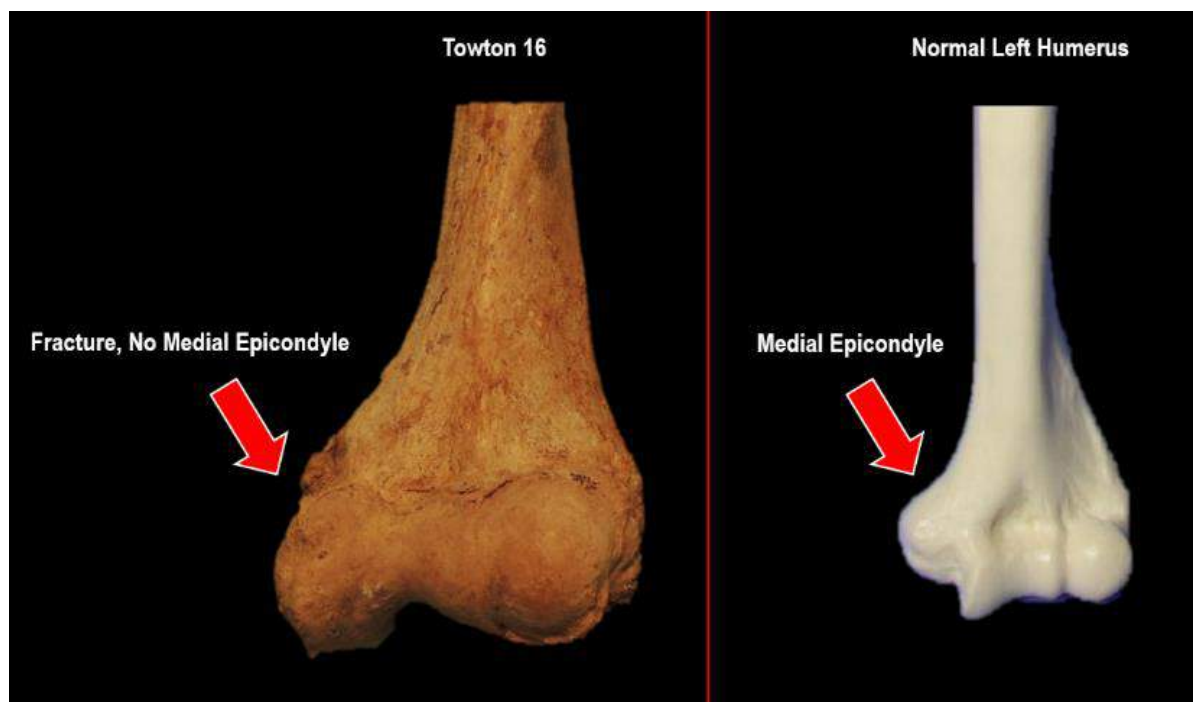 Towton 16
Normal Left Humerus
Fracture, No Medial Epicondyle
Medial Epicondyle